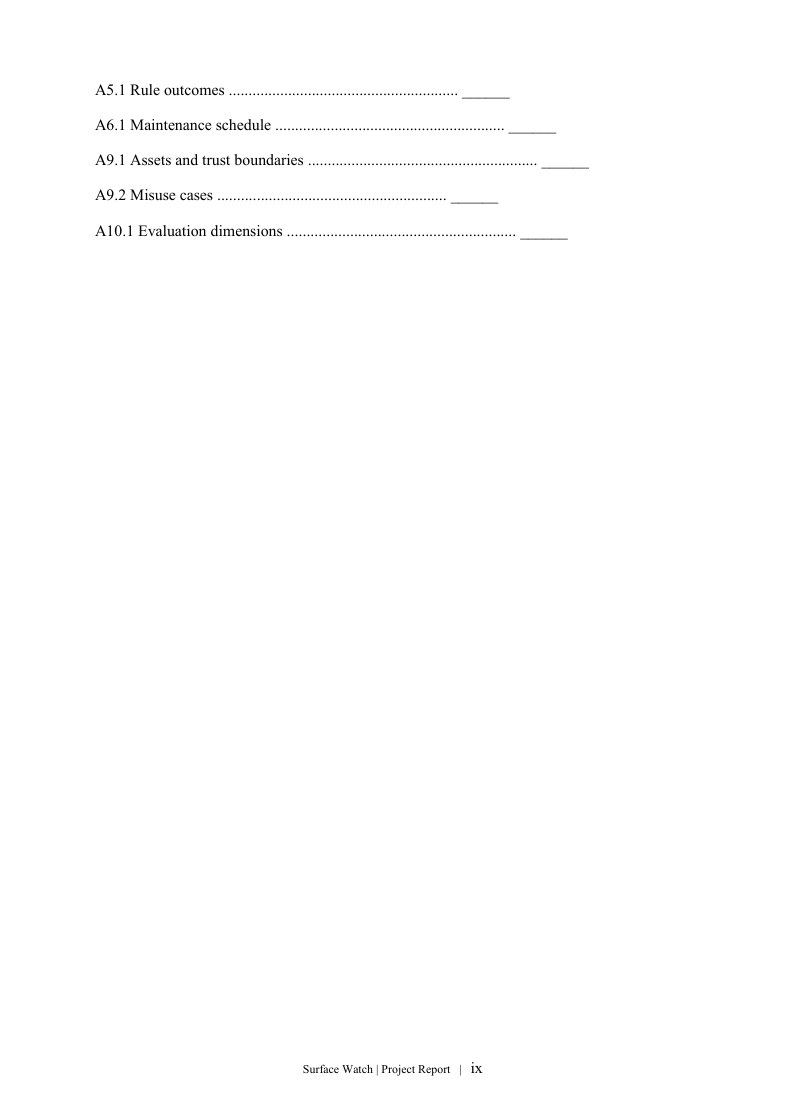 A5.1 Rule outcomes .......................................................... ______
A6.1 Maintenance schedule .......................................................... ______
A9.1 Assets and trust boundaries .......................................................... ______
A9.2 Misuse cases .......................................................... ______
A10.1 Evaluation dimensions .......................................................... ______
Surface Watch | Project Report | ix